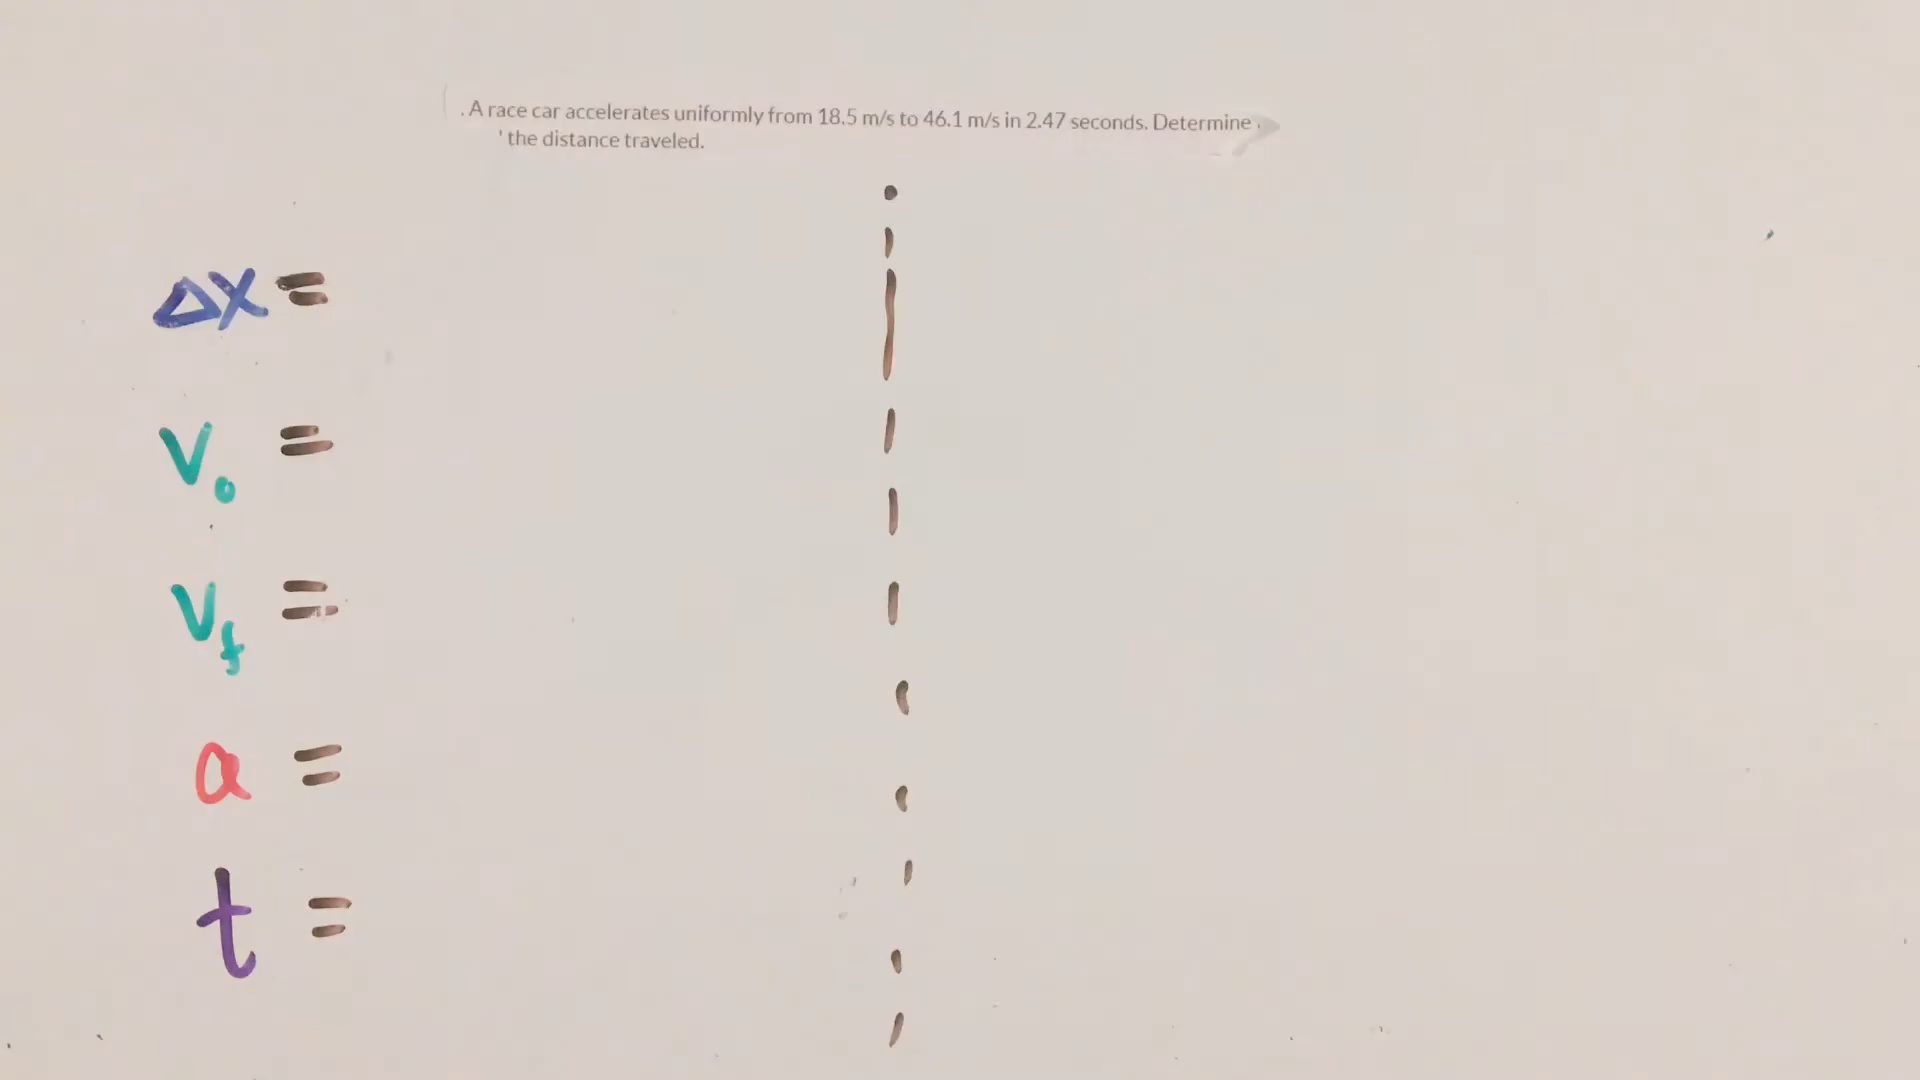 . A race car accelerates uniformly from 18.5 m/s to 46.1 m/s in 2.47 seconds. Determine
the distance traveled.
Δx =
v₀ =
v_f =
a =
t =